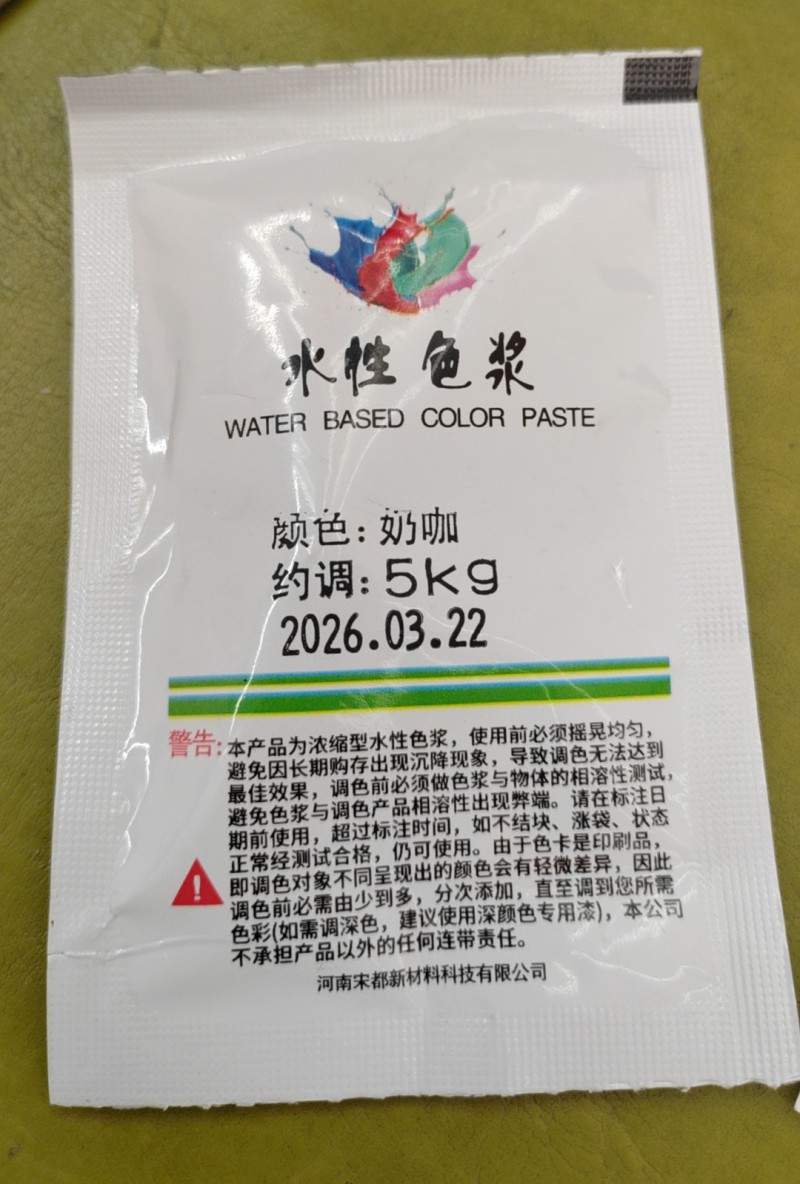 水性色浆
WATER BASED COLOR PASTE
颜色:奶咖
约调:5kg
2026.03.22
警告:本产品为浓缩型水性色浆，使用前必须摇晃均匀，
避免因长期购存出现沉降现象，导致调色无法达到
最佳效果，调色前必须做色浆与物体的相溶性测试，
避免色浆与调色产品相溶性出现弊端。请在标注日
期前使用，超过标注时间，如不结块、涨袋、状态
正常经测试合格，仍可使用。由于色卡是印刷品，
即调色对象不同呈现出的颜色会有轻微差异，因此
调色前必需由少到多，分次添加，直至调到您所需
色彩(如需调深色，建议使用深颜色专用漆)，本公司
不承担产品以外的任何连带责任。
河南宋都新材料科技有限公司